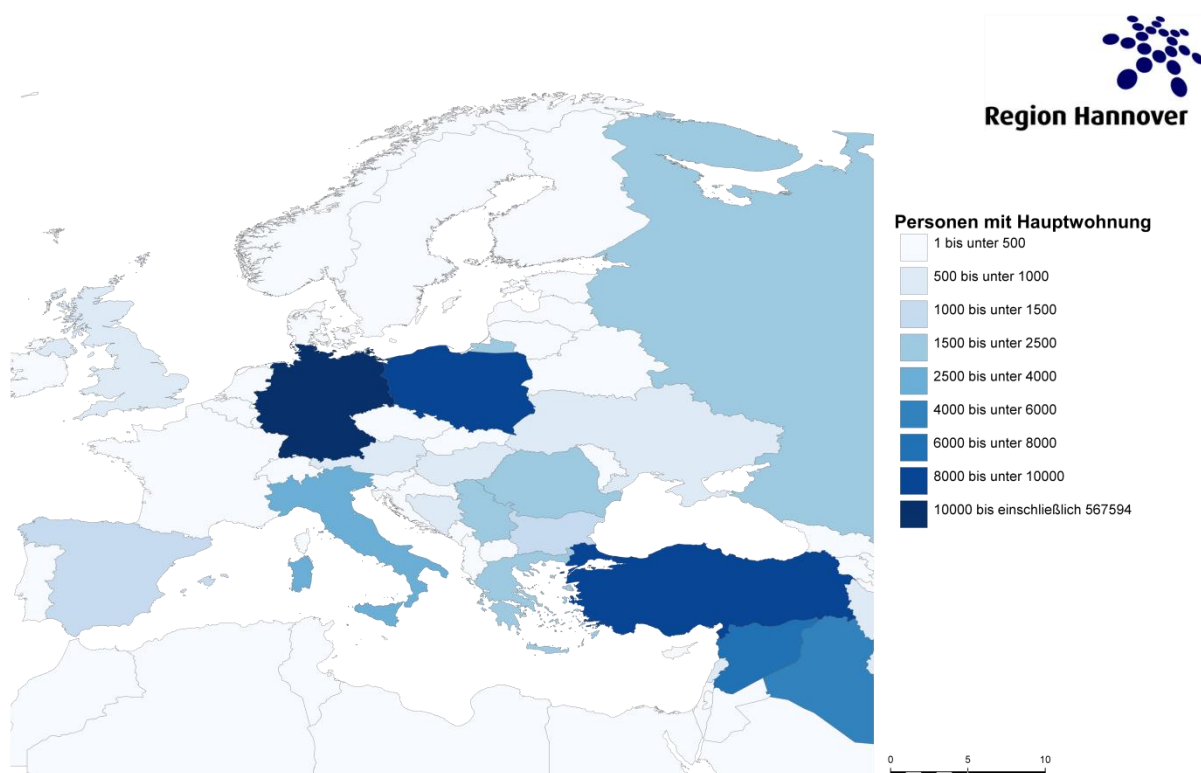 Region Hannover
Personen mit Hauptwohnung
1 bis unter 500
500 bis unter 1000
1000 bis unter 1500
1500 bis unter 2500
2500 bis unter 4000
4000 bis unter 6000
6000 bis unter 8000
8000 bis unter 10000
10000 bis einschließlich 567594
0 5 10